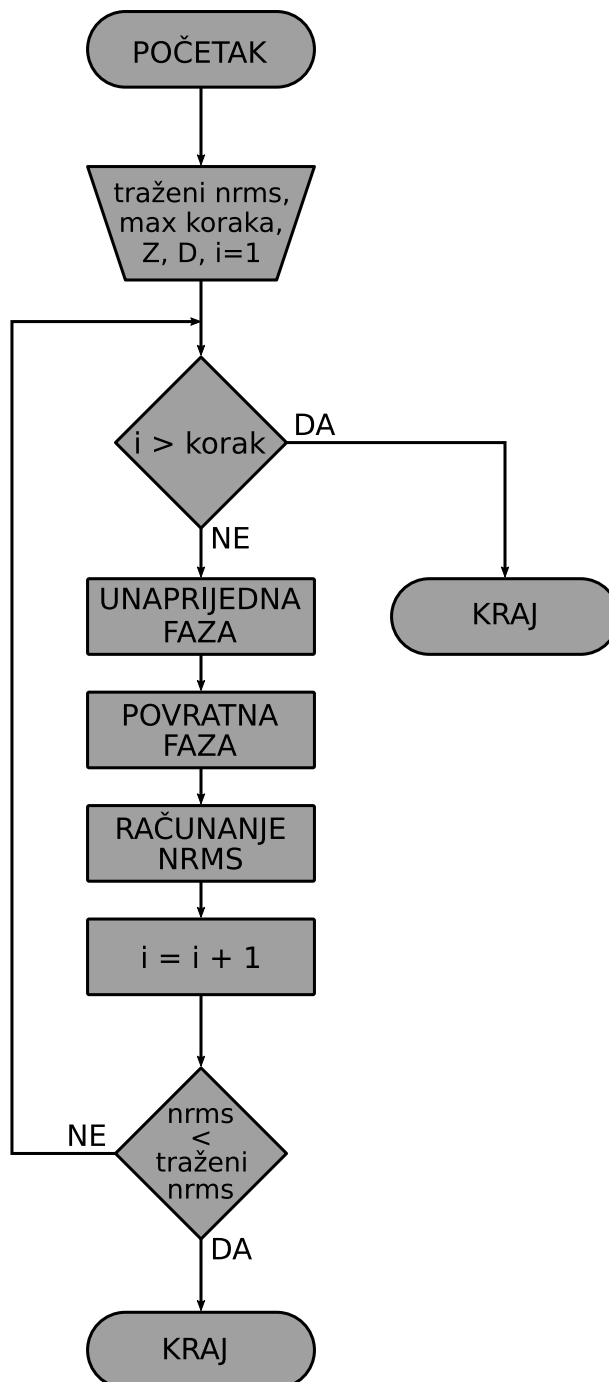 POČETAK
traženi nrms,
max koraka,
Z, D, i=1
i > korak
DA
NE
UNAPRIJEDNA
FAZA
KRAJ
POVRATNA
FAZA
RAČUNANJE
NRMS
i = i + 1
nrms
<
traženi
nrms
NE
DA
KRAJ